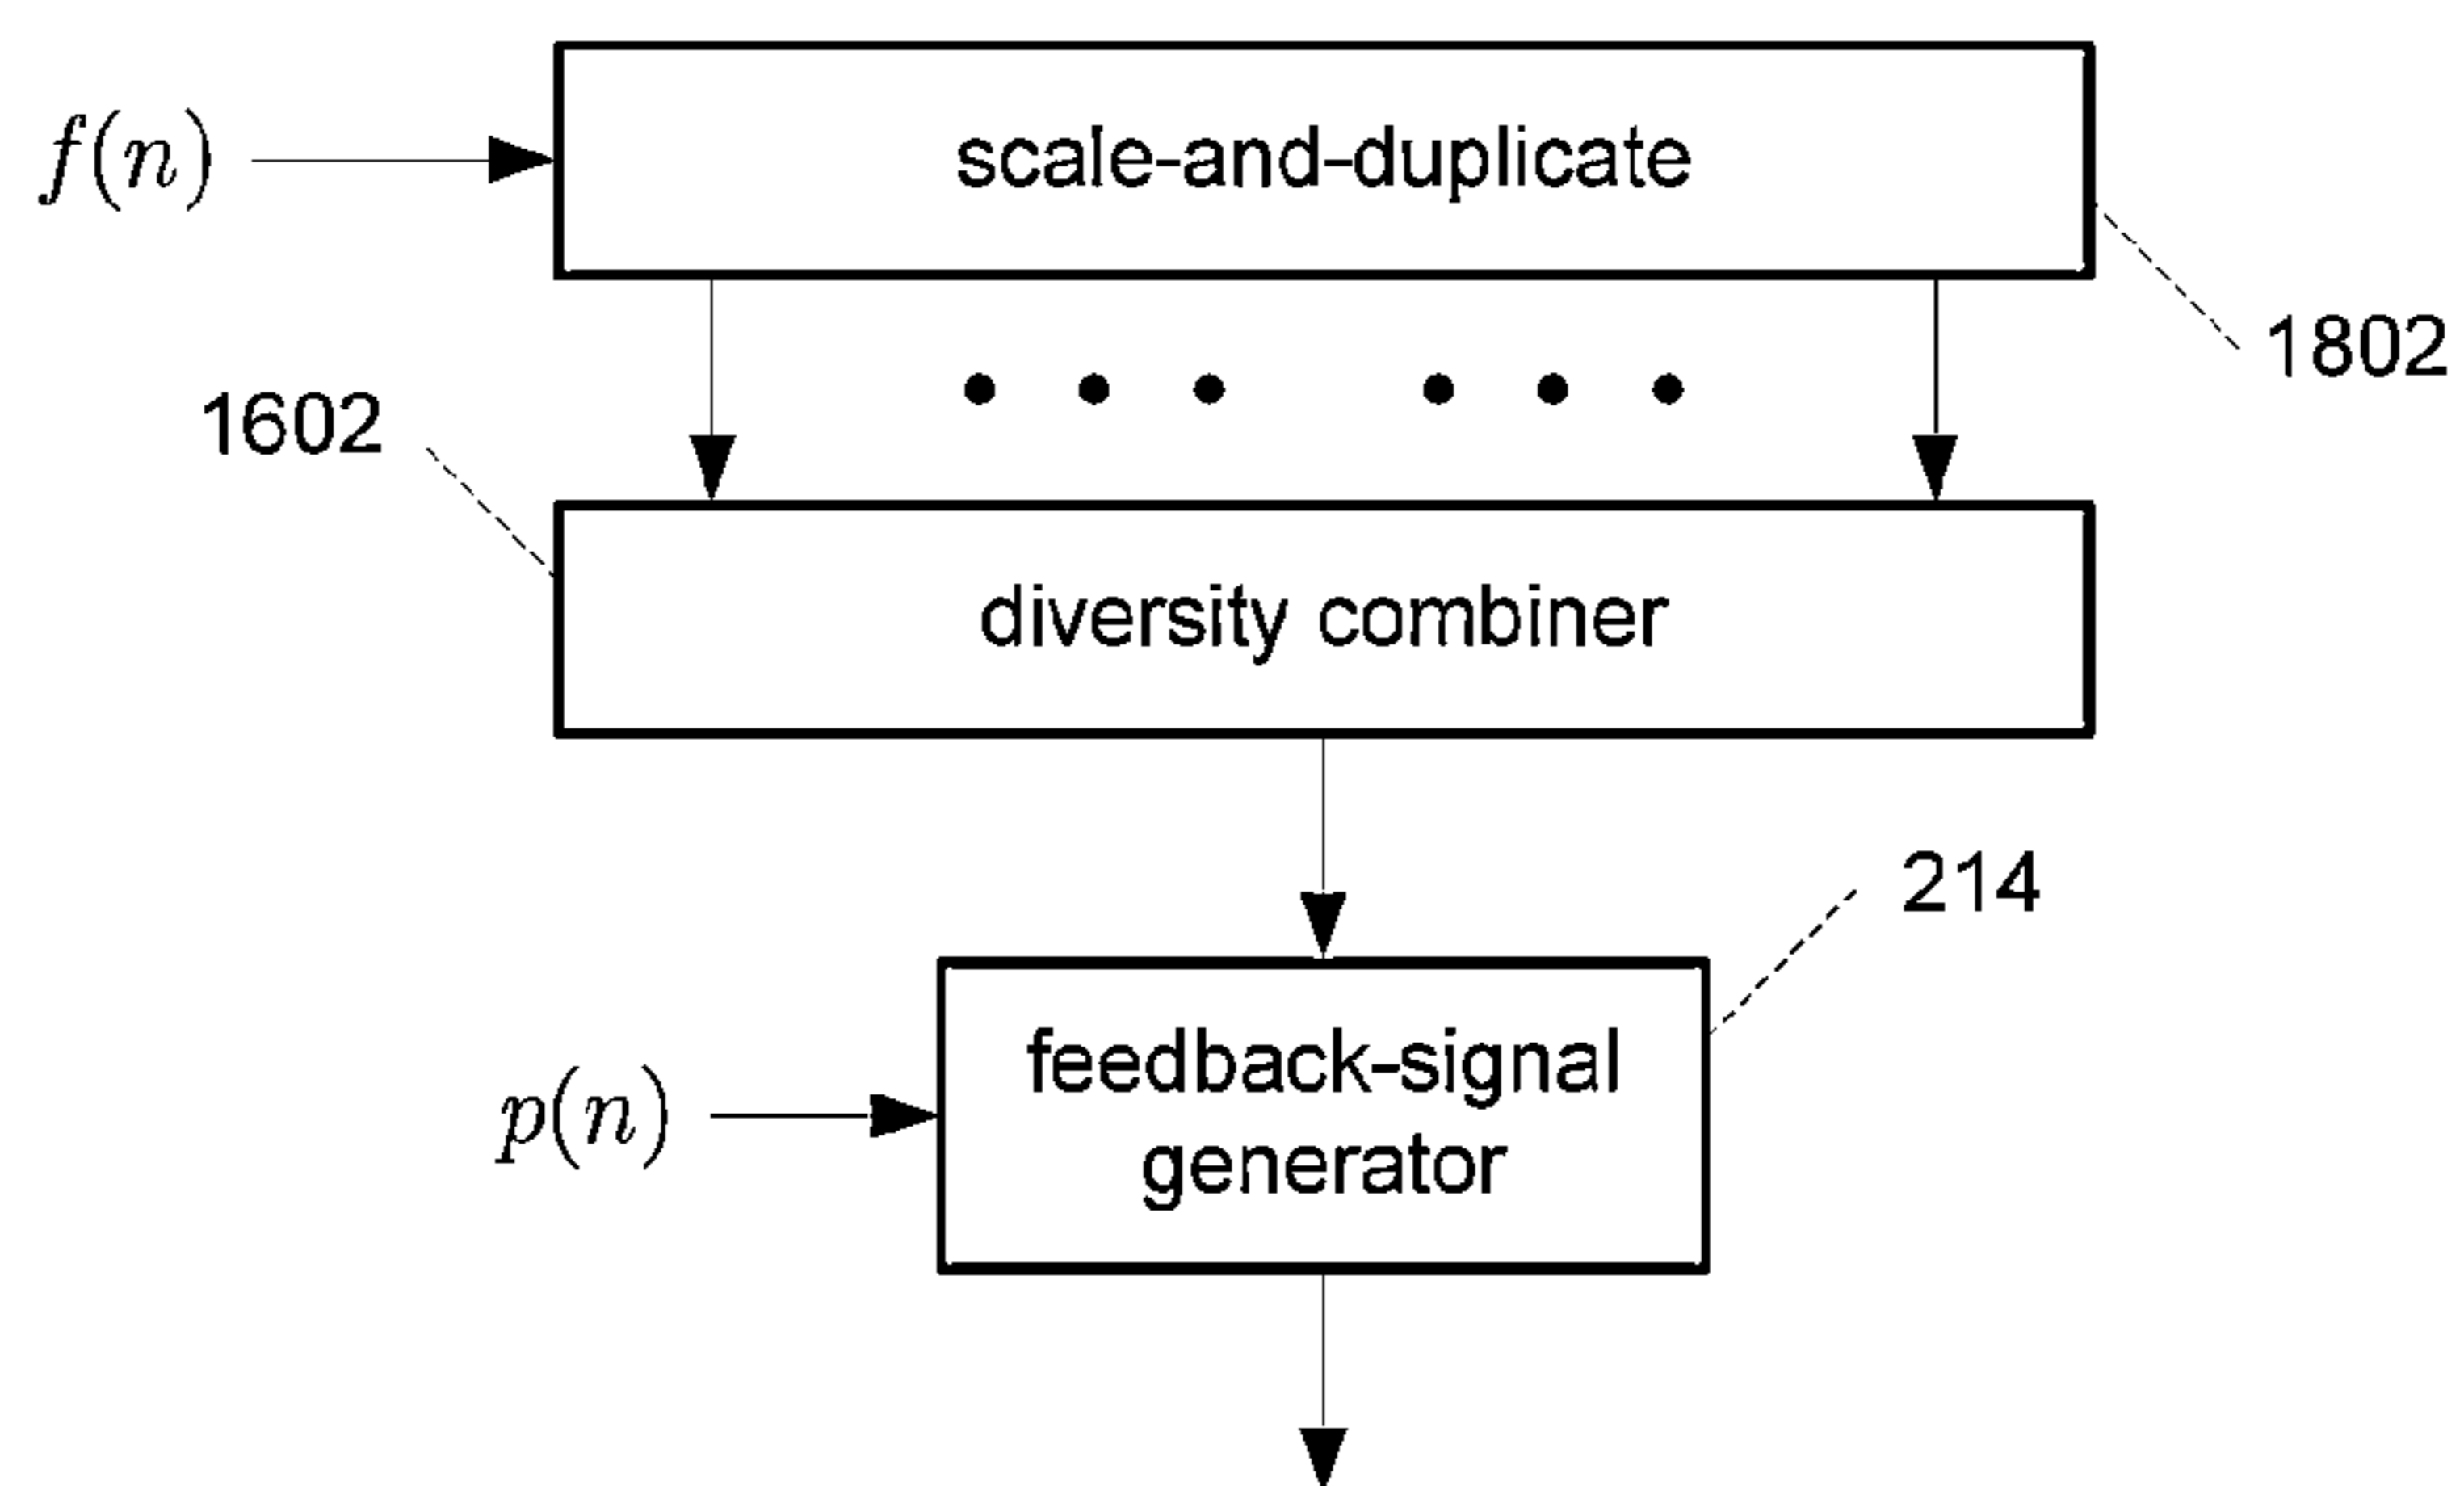 f(n)
scale-and-duplicate
1802
1602
diversity combiner
214
feedback-signal
generator
p(n)